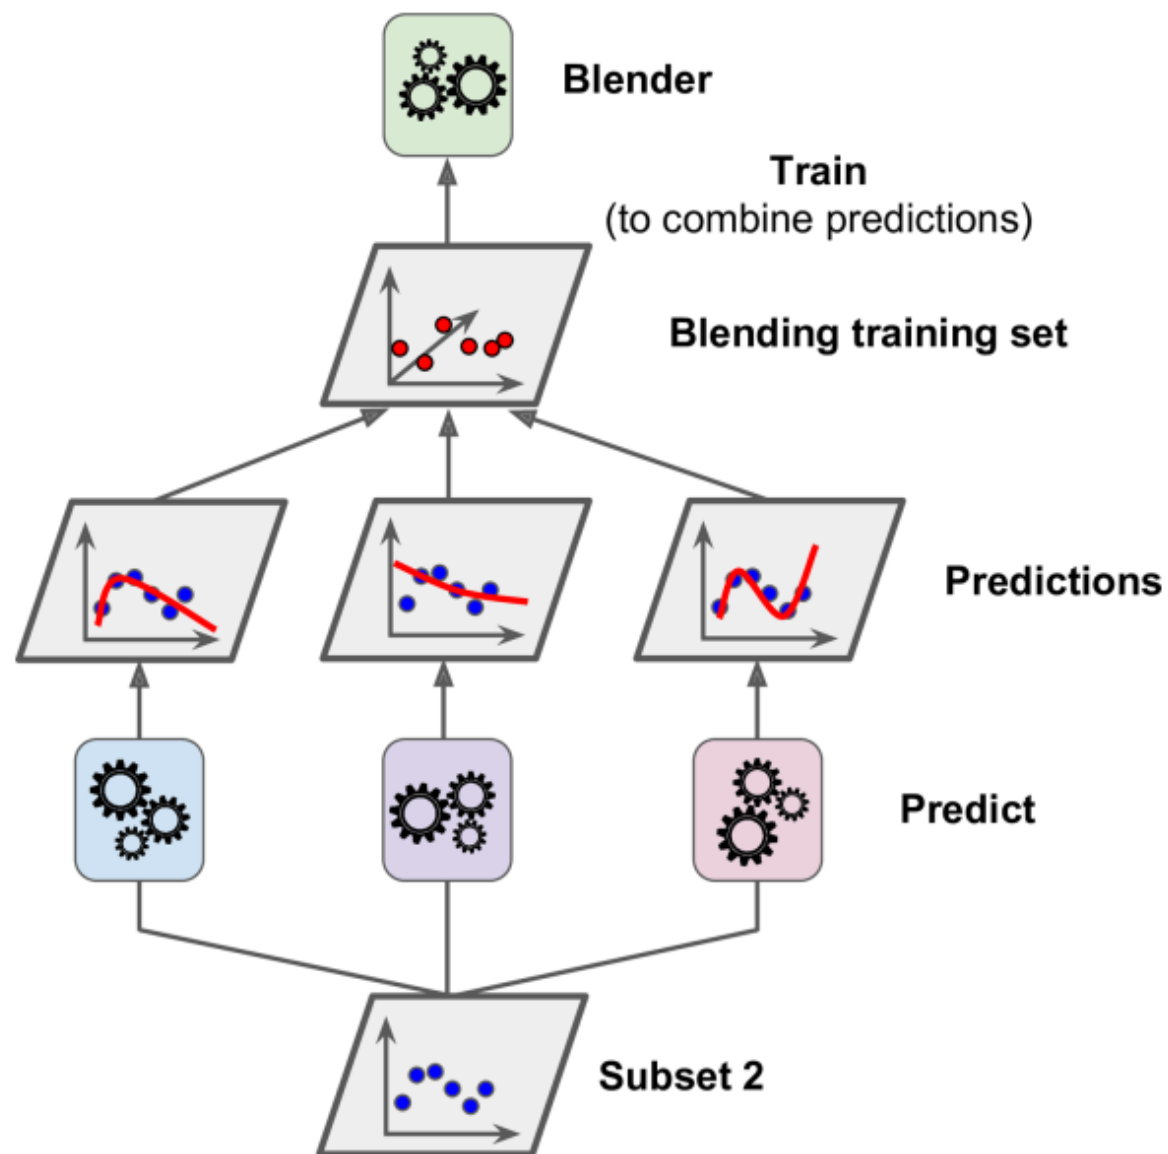 Blender
Train
(to combine predictions)
Blending training set
Predictions
Predict
Subset 2